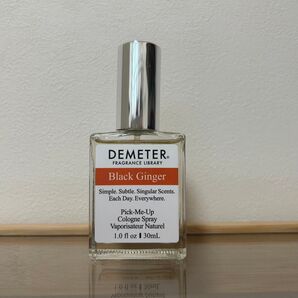 DEMETER®
FRAGRANCE LIBRARY
Black Ginger
Simple. Subtle. Singular Scents.
Each Day. Everywhere.
Pick-Me-Up
Cologne Spray
Vaporisateur Naturel
1.0 fl oz | 30mL